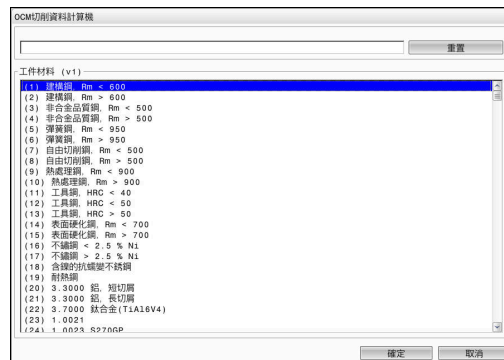 OCM切削資料計算機
重置
工件材料 (v1)
(1) 建構鋼, Rm < 600
(2) 建構鋼, Rm > 600
(3) 非合金品質鋼, Rm < 500
(4) 非合金品質鋼, Rm > 500
(5) 彈簧鋼, Rm < 950
(6) 彈簧鋼, Rm > 950
(7) 自由切削鋼, Rm < 500
(8) 自由切削鋼, Rm > 500
(9) 熱處理鋼, Rm < 900
(10) 熱處理鋼, Rm > 900
(11) 工具鋼, HRC < 40
(12) 工具鋼, HRC < 50
(13) 工具鋼, HRC > 50
(14) 表面硬化鋼, Rm < 700
(15) 表面硬化鋼, Rm > 700
(16) 不鏽鋼 < 2.5 % Ni
(17) 不鏽鋼 > 2.5 % Ni
(18) 含鎳的抗蠕變不銹鋼
(19) 耐熱鋼
(20) 3.3000 鋁, 短切屑
(21) 3.3000 鋁, 長切屑
(22) 3.7000 鈦合金(TiAl6V4)
(23) 1.0021
(24) 1.0023 S270GP
確定
取消